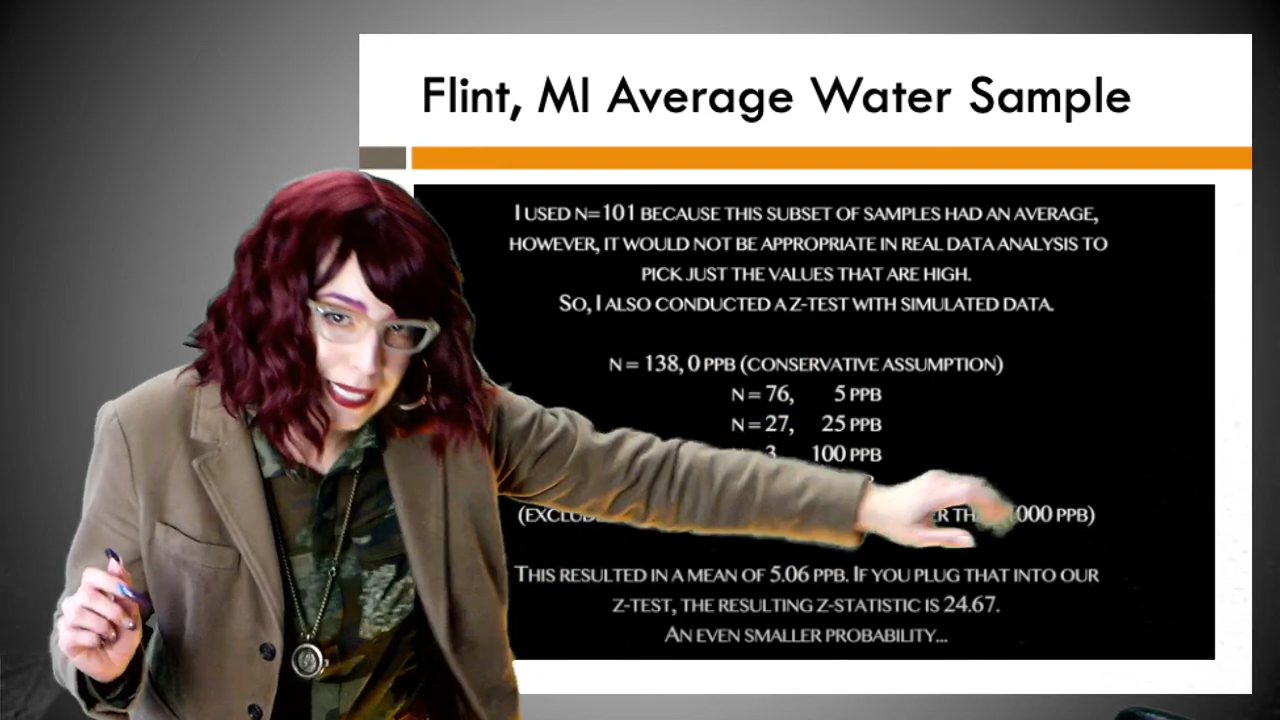 Flint, MI Average Water Sample
I USED N=101 BECAUSE THIS SUBSET OF SAMPLES HAD AN AVERAGE,
HOWEVER, IT WOULD NOT BE APPROPRIATE IN REAL DATA ANALYSIS TO
PICK JUST THE VALUES THAT ARE HIGH.
SO, I ALSO CONDUCTED A Z-TEST WITH SIMULATED DATA.
N = 138, 0 PPB (CONSERVATIVE ASSUMPTION)
N = 76, 5 PPB
N = 27, 25 PPB
3 100 PPB
000 PPB)
THIS RESULTED IN A MEAN OF 5.06 PPB. IF YOU PLUG THAT INTO OUR
Z-TEST, THE RESULTING Z-STATISTIC IS 24.67.
AN EVEN SMALLER PROBABILITY...